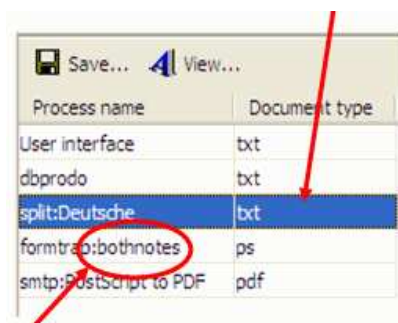 Save... View...
Process name Document type
User interface txt
dbprodo txt
split:Deutsche txt
formtrap:bothnotes ps
smtp:PostScript to PDF pdf